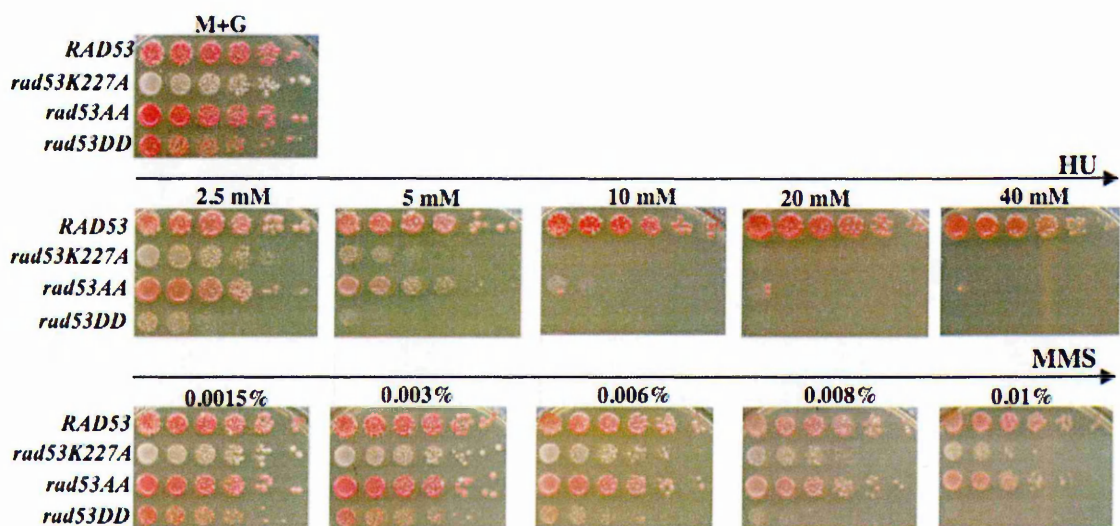 M+G
RAD53
rad53K227A
rad53AA
rad53DD
HU
2.5 mM 5 mM 10 mM 20 mM 40 mM
RAD53
rad53K227A
rad53AA
rad53DD
MMS
0.0015% 0.003% 0.006% 0.008% 0.01%
RAD53
rad53K227A
rad53AA
rad53DD